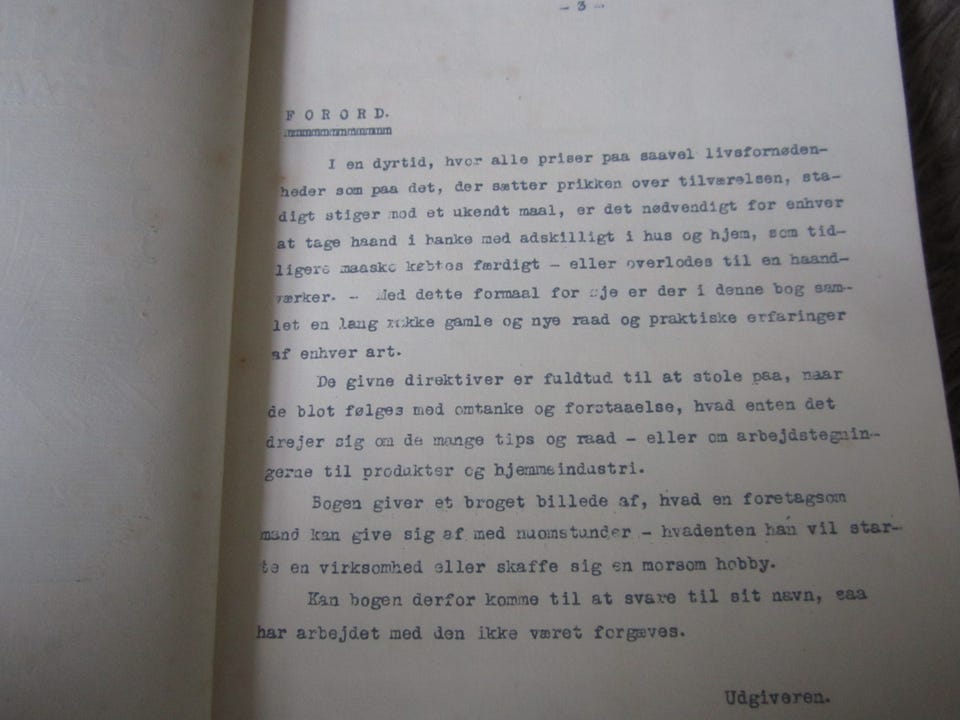 - 3 -
FORORD.
I en dyrtid, hvor alle priser paa saavel livsfornøden-
heder som paa det, der sætter prikken over tilværelsen, sta-
digt stiger mod et ukendt maal, er det nødvendigt for enhver
at tage haand i hanke med adskilligt i hus og hjem, som tid-
ligere maaske købtes færdigt - eller overlodes til en haand-
værker. - Med dette formaal for øje er der i denne bog sam-
let en lang række gamle og nye raad og praktiske erfaringer
af enhver art.
De givne direktiver er fuldtud til at stole paa, naar
de blot følges med omtanke og forstaaelse, hvad enten det
drejer sig om de mange tips og raad - eller om arbejdstegnin-
gerne til produkter og hjemmeindustri.
Bogen giver et broget billede af, hvad en foretagsom
mand kan give sig af med nuomstunder - hvadenten han vil star-
te en virksomhed eller skaffe sig en morsom hobby.
Kan bogen derfor komme til at svare til sit navn, saa
har arbejdet med den ikke været forgæves.
Udgiveren.